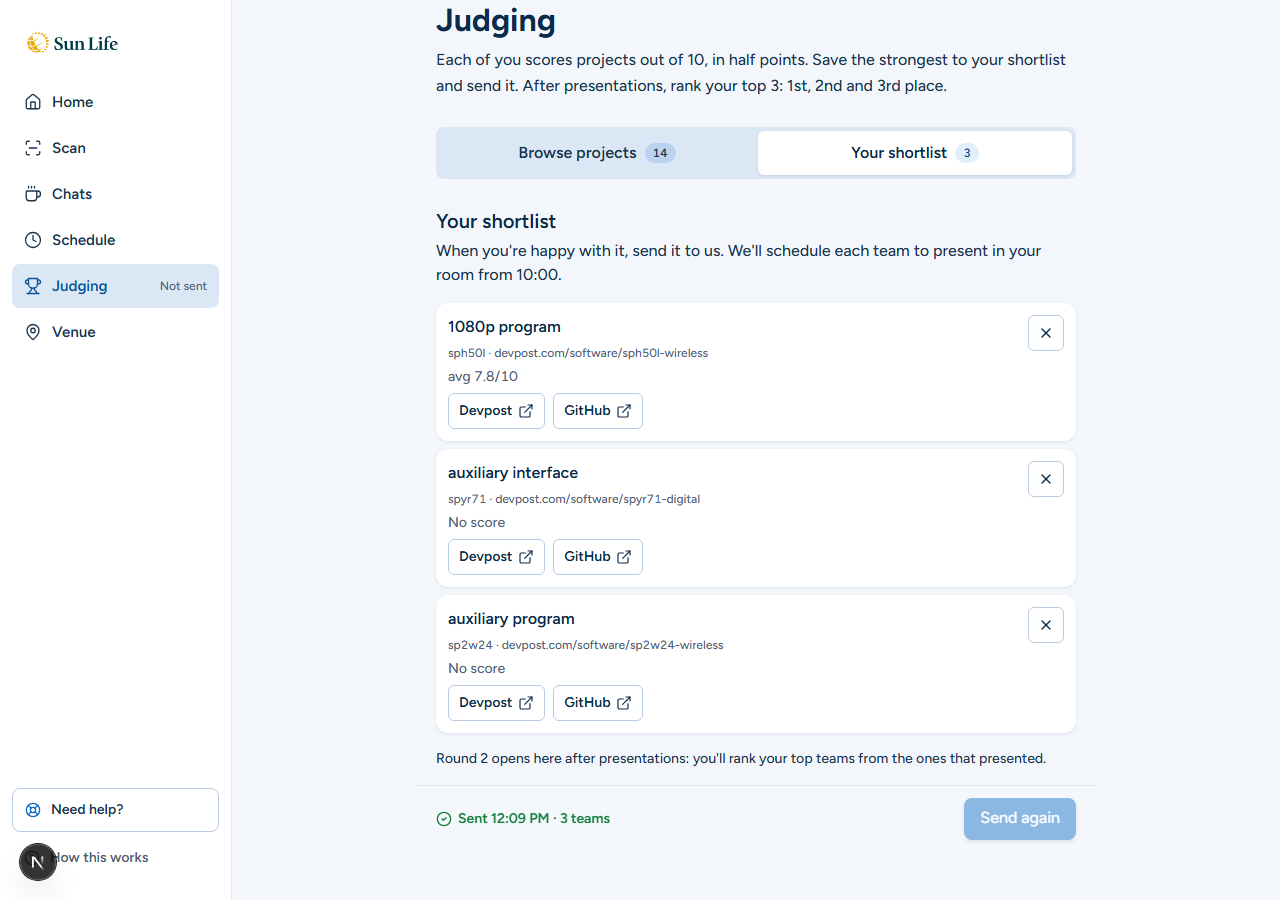 Sun Life
Home
Scan
Chats
Schedule
Judging
Not sent
Venue
Need help?
How this works
N
Judging
Each of you scores projects out of 10, in half points. Save the strongest to your shortlist
and send it. After presentations, rank your top 3: 1st, 2nd and 3rd place.
Browse projects 14
Your shortlist 3
Your shortlist
When you're happy with it, send it to us. We'll schedule each team to present in your
room from 10:00.
1080p program
sph50l · devpost.com/software/sph50l-wireless
avg 7.8/10
Devpost
GitHub
auxiliary interface
spyr71 · devpost.com/software/spyr71-digital
No score
Devpost
GitHub
auxiliary program
sp2w24 · devpost.com/software/sp2w24-wireless
No score
Devpost
GitHub
Round 2 opens here after presentations: you'll rank your top teams from the ones that presented.
Sent 12:09 PM · 3 teams
Send again